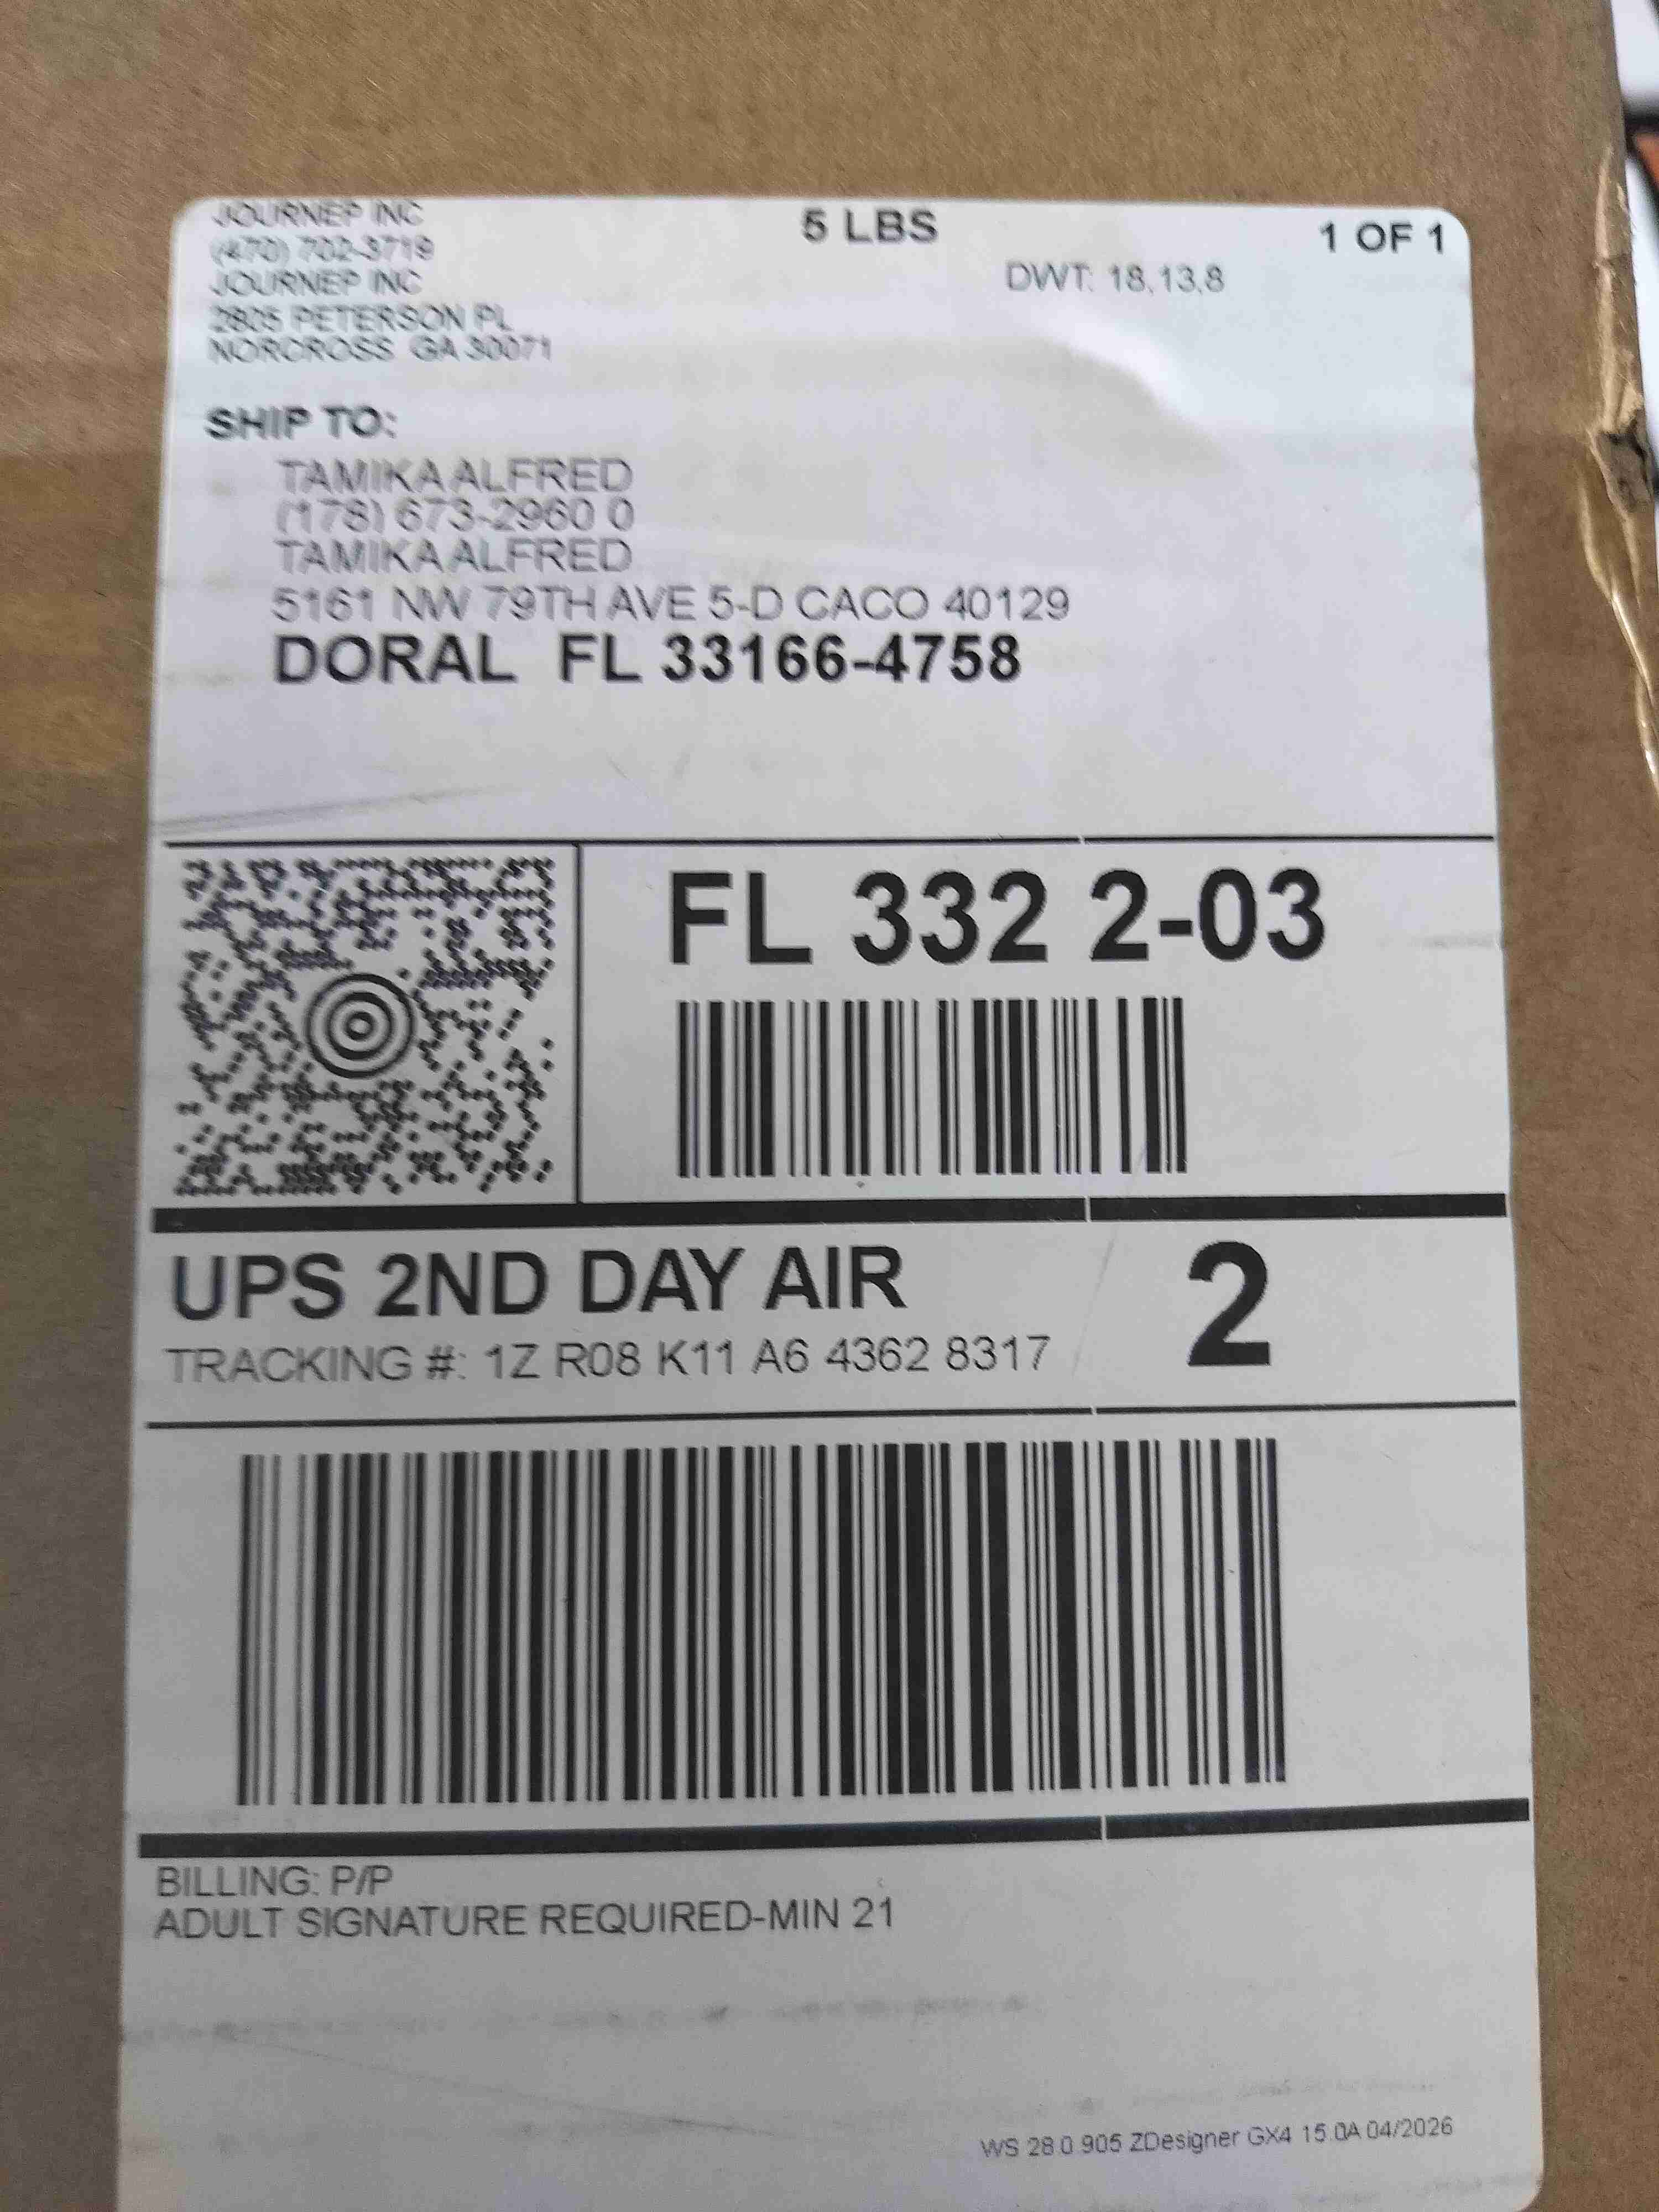 JOURNEP INC
(470) 702-3719
JOURNEP INC
2805 PETERSON PL
NORCROSS GA 30071
5 LBS
1 OF 1
DWT: 18,13,8
SHIP TO:
TAMIKA ALFRED
(178) 673-2960 0
TAMIKA ALFRED
5161 NW 79TH AVE 5-D CACO 40129
DORAL FL 33166-4758
FL 332 2-03
UPS 2ND DAY AIR
2
TRACKING #: 1Z R08 K11 A6 4362 8317
BILLING: P/P
ADULT SIGNATURE REQUIRED-MIN 21
WS 28.0.905 ZDesigner GX4 15.0A 04/2026